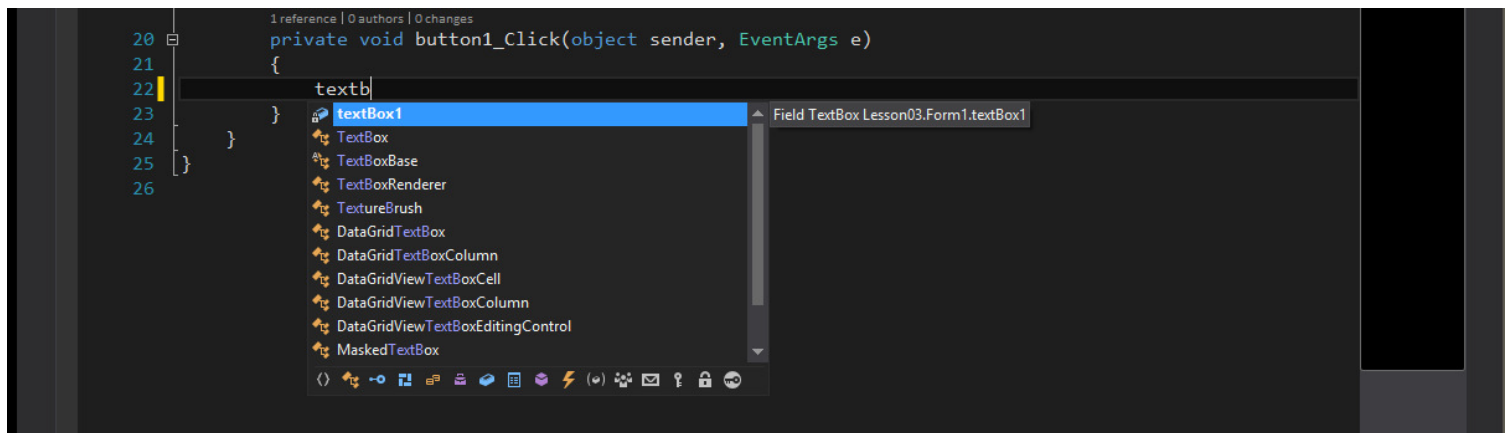 1 reference | 0 authors | 0 changes
20 private void button1_Click(object sender, EventArgs e)
21 {
22 textb
23 }
24 }
25 }
26
textBox1
Field TextBox Lesson03.Form1.textBox1
TextBox
TextBoxBase
TextBoxRenderer
TextureBrush
DataGridTextBox
DataGridTextBoxColumn
DataGridViewTextBoxCell
DataGridViewTextBoxColumn
DataGridViewTextBoxEditingControl
MaskedTextBox